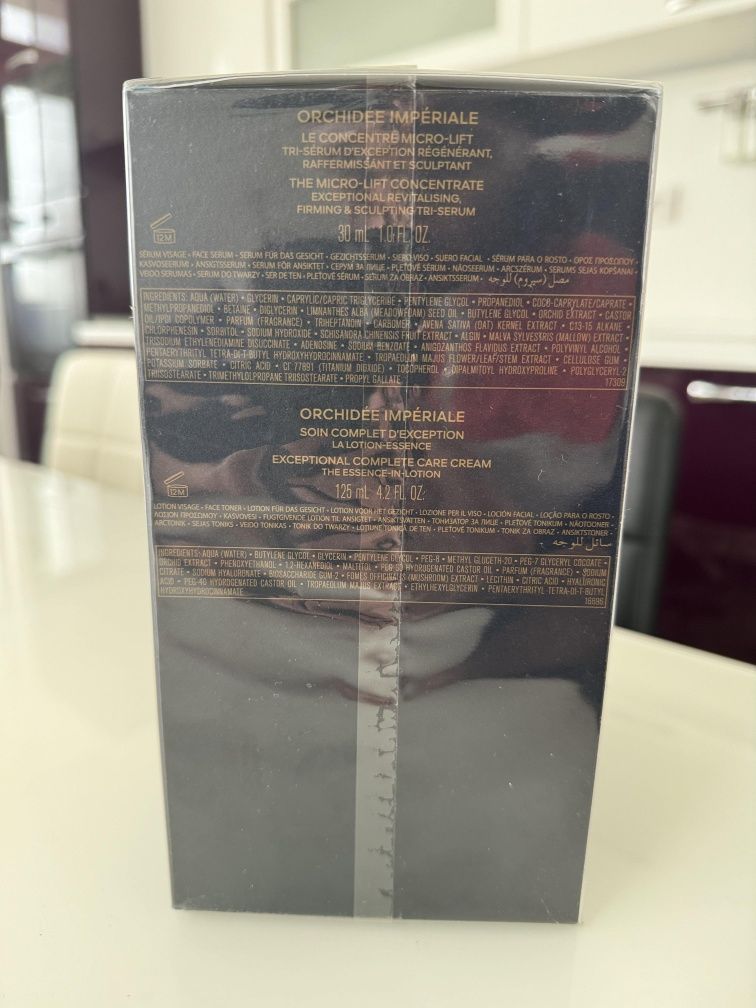 ORCHIDÉE IMPÉRIALE
LE CONCENTRÉ MICRO-LIFT
TRI-SÉRUM D'EXCEPTION RÉGÉNÉRANT,
RAFFERMISSANT ET SCULPTANT
THE MICRO-LIFT CONCENTRATE
EXCEPTIONAL REVITALISING,
FIRMING & SCULPTING TRI-SERUM
12M
30 mL 1.0 FL. OZ.
SÉRUM VISAGE • FACE SERUM • SERUM FÜR DAS GESICHT • GEZICHTSSERUM • SIERO VISO • SUERO FACIAL • SÉRUM PARA O ROSTO • ΟΡΟΣ ΠΡΟΣΩΠΟΥ •
KASVOSEERUMI • ANSIGTSSERUM • SERUM FÖR ANSIKTET • СЕРУМ ЗА ЛИЦЕ • PLEŤOVÉ SÉRUM • NÄOSEERUM • ARCSZÉRUM • SERUMS SEJAS KOPŠANAI •
VEIDO SERUMAS • SERUM DO TWARZY • SER DE TEN • PLEŤOVÉ SÉRUM • SERUM ZA OBRAZ • ANSIKTSSERUM • مصل (سيروم) للوجه
INGREDIENTS: AQUA (WATER) • GLYCERIN • CAPRYLIC/CAPRIC TRIGLYCERIDE • PENTYLENE GLYCOL • PROPANEDIOL • COCO-CAPRYLATE/CAPRATE •
METHYLPROPANEDIOL • BETAINE • DIGLYCERIN • LIMNANTHES ALBA (MEADOWFOAM) SEED OIL • BUTYLENE GLYCOL • ORCHID EXTRACT • CASTOR
OIL/IPDI COPOLYMER • PARFUM (FRAGRANCE) • TRIHEPTANOIN • CARBOMER • AVENA SATIVA (OAT) KERNEL EXTRACT • C13-15 ALKANE •
CHLORPHENESIN • SORBITOL • SODIUM HYDROXIDE • SCHISANDRA CHINENSIS FRUIT EXTRACT • ALGIN • MALVA SYLVESTRIS (MALLOW) EXTRACT •
TRISODIUM ETHYLENEDIAMINE DISUCCINATE • ADENOSINE • SODIUM BENZOATE • ANIGOZANTHOS FLAVIDUS EXTRACT • POLYVINYL ALCOHOL •
PENTAERYTHRITYL TETRA-DI-T-BUTYL HYDROXYHYDROCINNAMATE • TROPAEOLUM MAJUS FLOWER/LEAF/STEM EXTRACT • CELLULOSE GUM •
POTASSIUM SORBATE • CITRIC ACID • CI 77891 (TITANIUM DIOXIDE) • TOCOPHEROL • DIPALMITOYL HYDROXYPROLINE • POLYGLYCERYL-2
TRIISOSTEARATE • TRIMETHYLOLPROPANE TRIISOSTEARATE • PROPYL GALLATE 17309
ORCHIDÉE IMPÉRIALE
SOIN COMPLET D'EXCEPTION
LA LOTION-ESSENCE
EXCEPTIONAL COMPLETE CARE CREAM
THE ESSENCE-IN-LOTION
12M
125 mL 4.2 FL. OZ.
LOTION VISAGE • FACE TONER • LOTION FÜR DAS GESICHT • LOTION VOOR HET GEZICHT • LOZIONE PER IL VISO • LOCIÓN FACIAL • LOÇÃO PARA O ROSTO •
ΛΟΣΙΟΝ ΠΡΟΣΩΠΟΥ • KASVOVESI • FUGTGIVENDE LOTION TIL ANSIGTET • ANSIKTSVATTEN • ТОНИЗАТОР ЗА ЛИЦЕ • PLEŤOVÉ TONIKUM • NÄOTOONER •
ARCTONIK • SEJAS TONIKS • VEIDO TONIKAS • TONIK DO TWARZY • LOȚIUNE TONICĂ DE TEN • PLEŤOVÉ TONIKUM • TONIK ZA OBRAZ • ANSIKTSTONER •
سائل للوجه
INGREDIENTS: AQUA (WATER) • BUTYLENE GLYCOL • GLYCERIN • PENTYLENE GLYCOL • PEG-8 • METHYL GLUCETH-20 • PEG-7 GLYCERYL COCOATE •
ORCHID EXTRACT • PHENOXYETHANOL • 1,2-HEXANEDIOL • MALTITOL • PEG-60 HYDROGENATED CASTOR OIL • PARFUM (FRAGRANCE) • SODIUM
CITRATE • SODIUM HYALURONATE • BIOSACCHARIDE GUM-2 • FOMES OFFICINALIS (MUSHROOM) EXTRACT • LECITHIN • CITRIC ACID • HYALURONIC
ACID • PEG-40 HYDROGENATED CASTOR OIL • TROPAEOLUM MAJUS EXTRACT • ETHYLHEXYLGLYCERIN • PENTAERYTHRITYL TETRA-DI-T-BUTYL
HYDROXYHYDROCINNAMATE 16696